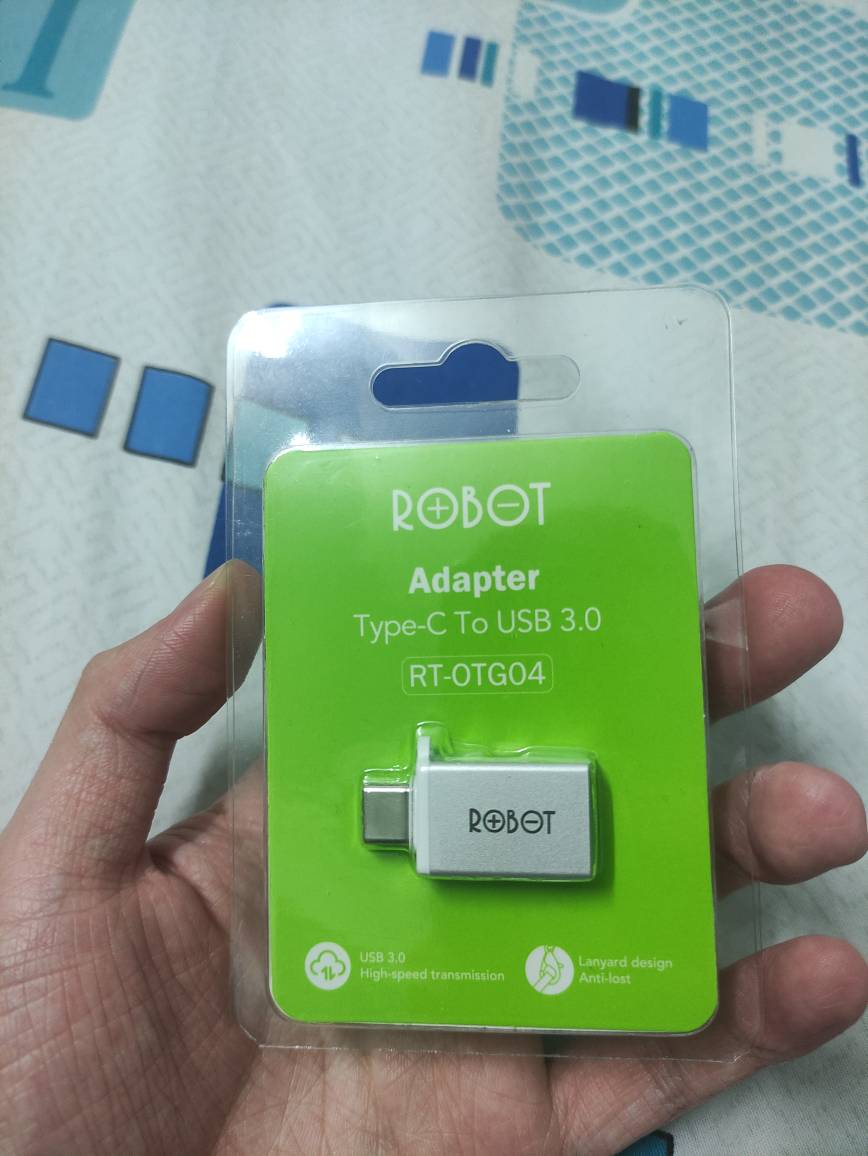 ROBOT
Adapter
Type-C To USB 3.0
RT-OTG04
ROBOT
USB 3.0
High-speed transmission
Lanyard design
Anti-lost